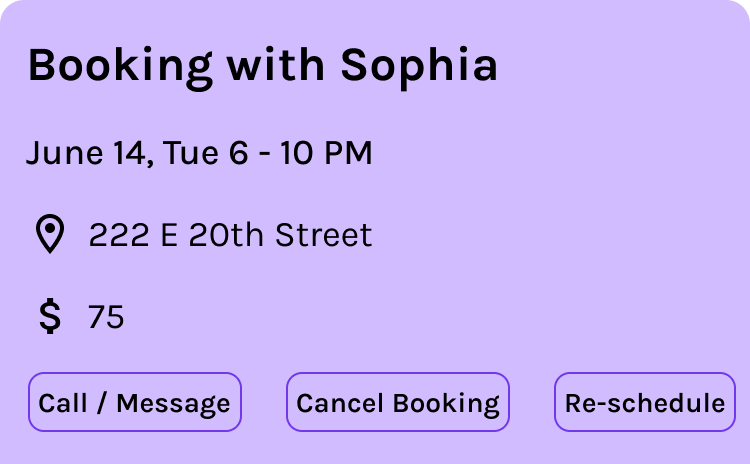 Booking with Sophia
June 14, Tue 6 - 10 PM
222 E 20th Street
$ 75
Call / Message Cancel Booking Re-schedule